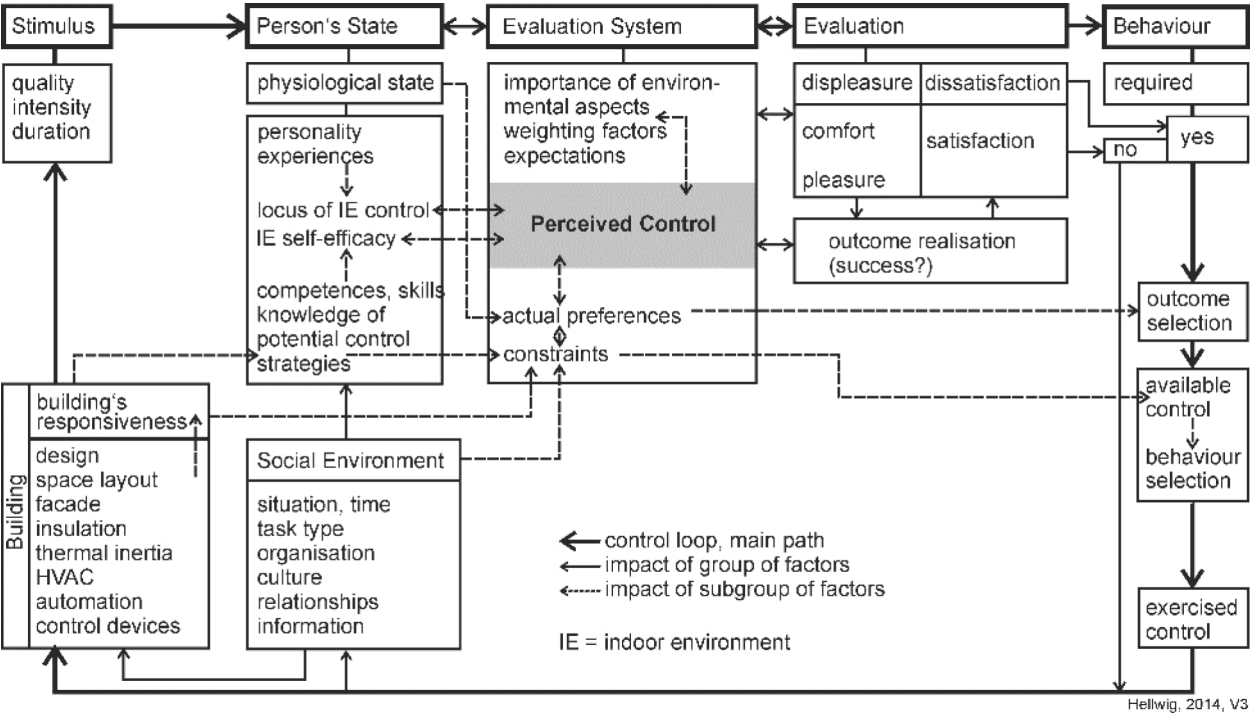 Stimulus
Person's State
Evaluation System
Evaluation
Behaviour
quality
intensity
duration
physiological state
personality
experiences
locus of IE control
IE self-efficacy
competences, skills
knowledge of
potential control
strategies
importance of environ-
mental aspects
weighting factors
expectations
Perceived Control
actual preferences
constraints
displeasure
dissatisfaction
comfort
satisfaction
pleasure
outcome realisation
(success?)
required
yes
no
outcome
selection
available
control
behaviour
selection
exercised
control
Building
building's
responsiveness
design
space layout
facade
insulation
thermal inertia
HVAC
automation
control devices
Social Environment
situation, time
task type
organisation
culture
relationships
information
control loop, main path
impact of group of factors
impact of subgroup of factors
IE = indoor environment
Hellwig, 2014, V3